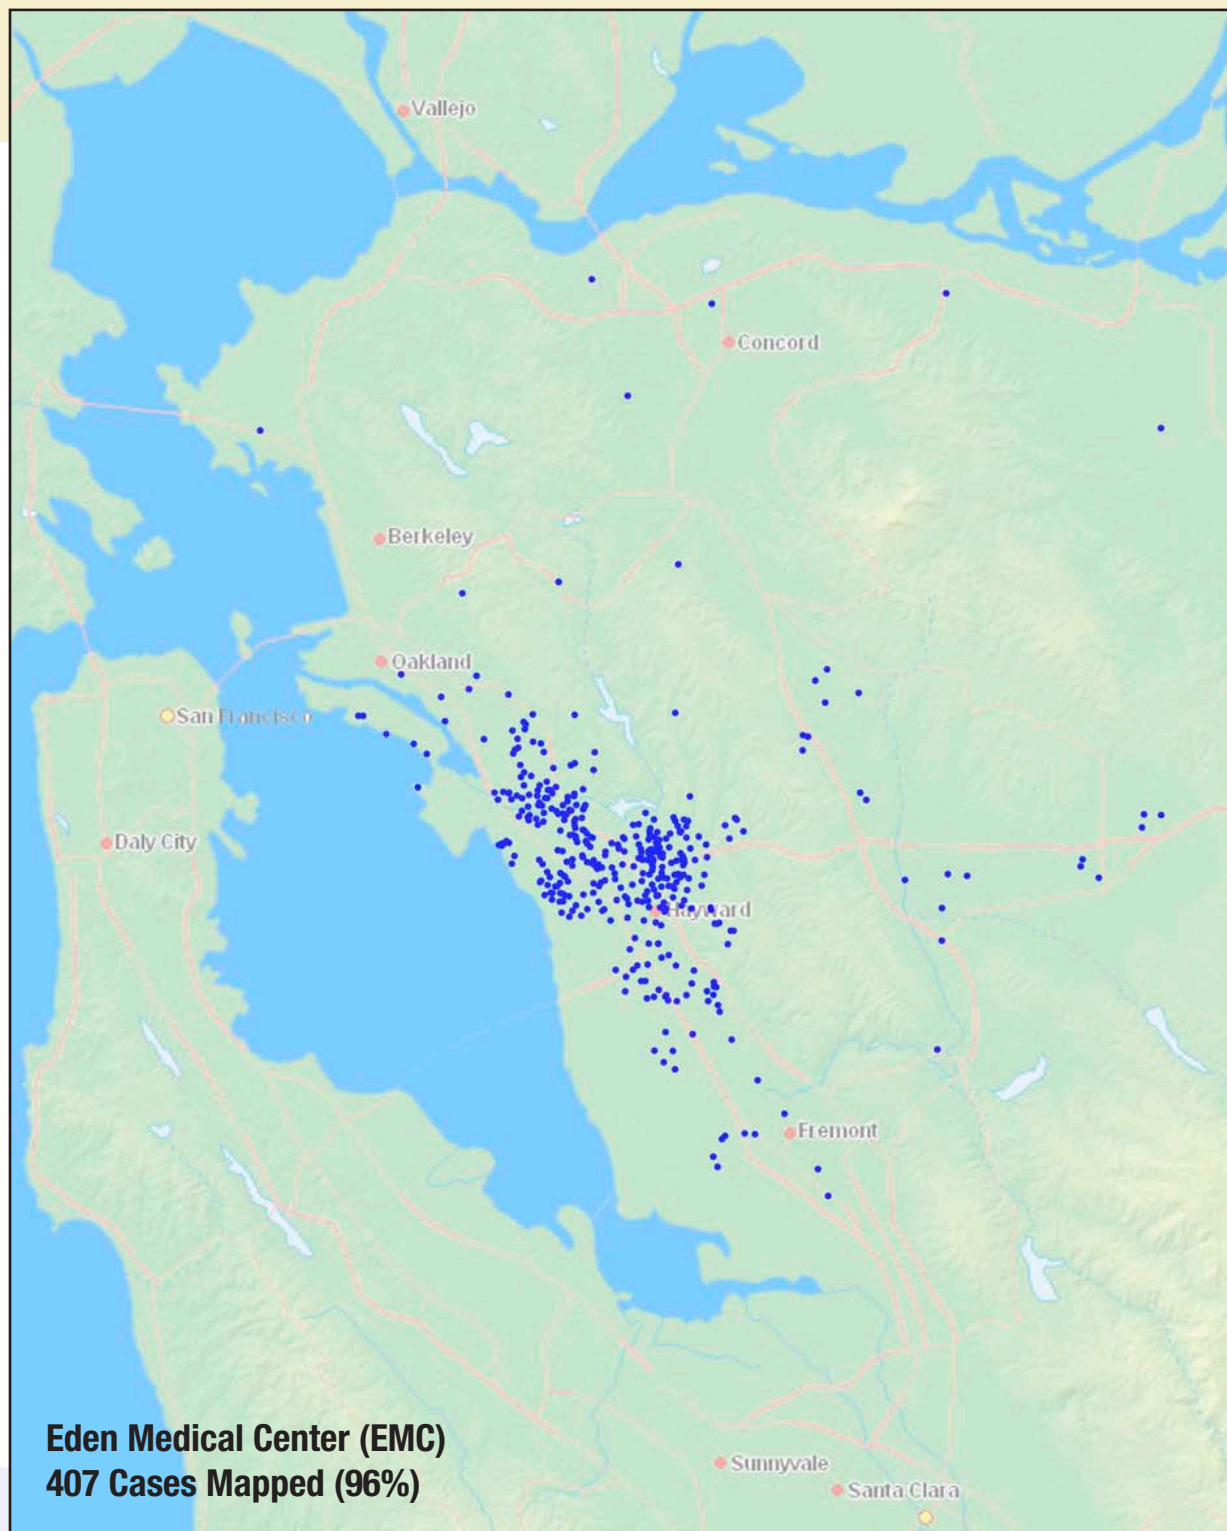 Vallejo
Concord
Berkeley
Oakland
San Francisco
Daly City
Hayward
Fremont
Eden Medical Center (EMC)
407 Cases Mapped (96%)
Sunnyvale
Santa Clara